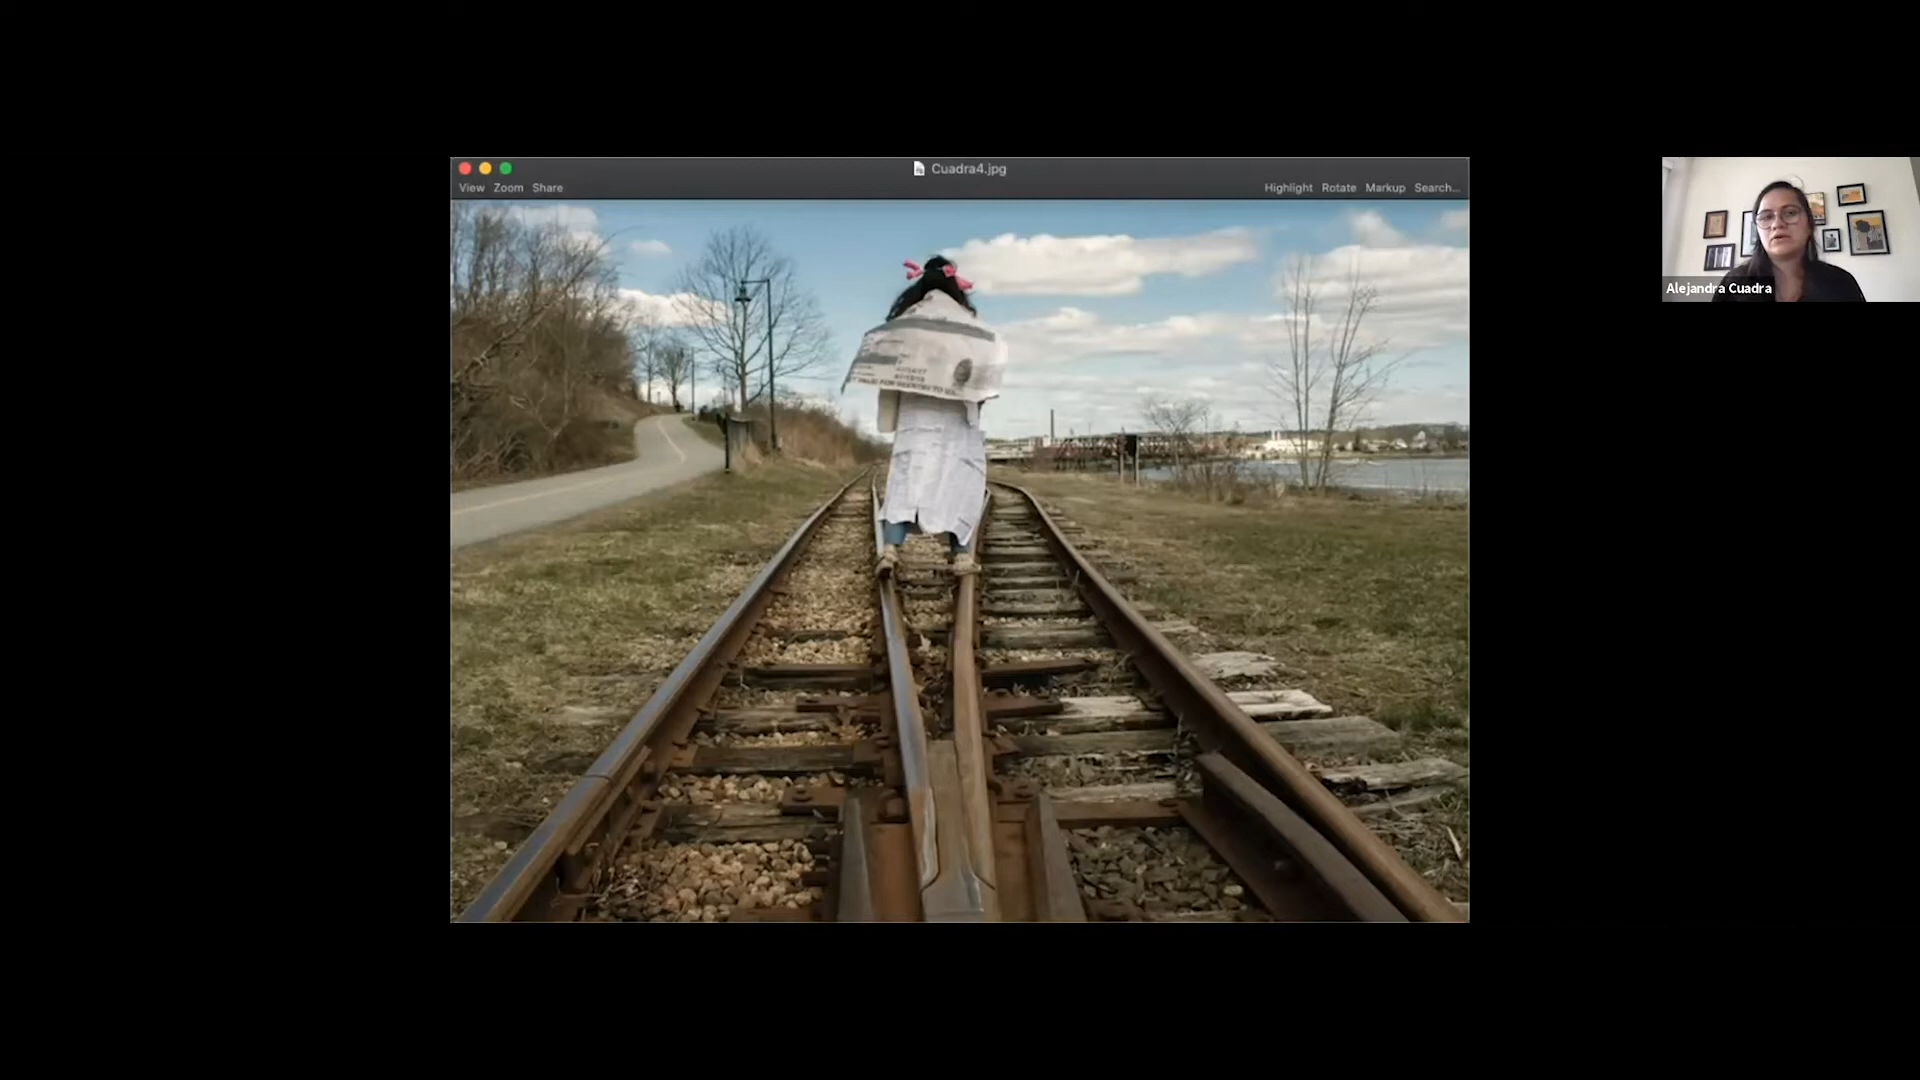 Cuadra4.jpg
View Zoom Share
Highlight Rotate Markup Search...
Alejandra Cuadra